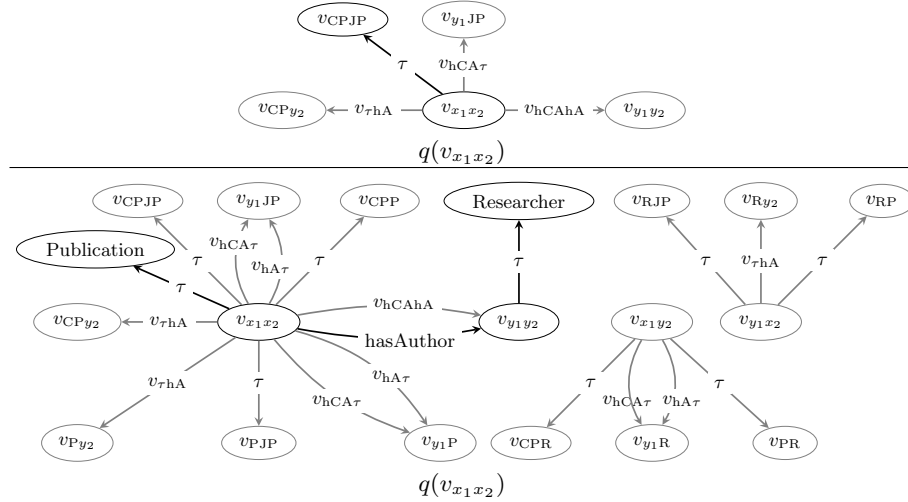 v_CPJP v_y₁JP
τ v_hCAτ
v_CPy₂ v_τhA v_x₁x₂ v_hCAhA v_y₁y₂
q(v_x₁x₂)
v_CPJP v_y₁JP v_CPP Researcher v_RJP v_Ry₂ v_RP
Publication τ v_hCAτ v_hAτ τ τ τ v_τhA τ
τ v_hCAhA
v_CPy₂ v_τhA v_x₁x₂ hasAuthor v_y₁y₂ v_x₁y₂ v_y₁x₂
v_τhA τ v_hCAτ v_hAτ τ v_hCAτ v_hAτ τ
v_Py₂ v_PJP v_y₁P v_CPR v_y₁R v_PR
q(v_x₁x₂)